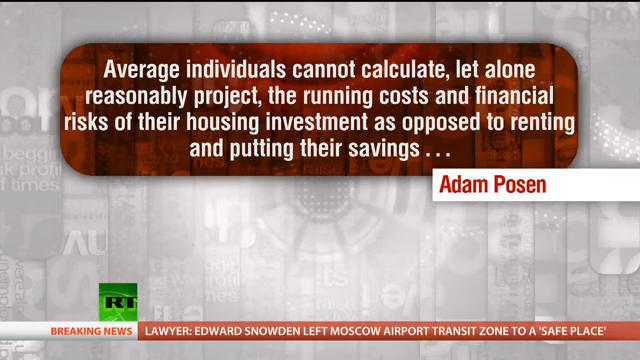 Average individuals cannot calculate, let alone
reasonably project, the running costs and financial
risks of their housing investment as opposed to renting
and putting their savings . . .
Adam Posen
RT
BREAKING NEWS LAWYER: EDWARD SNOWDEN LEFT MOSCOW AIRPORT TRANSIT ZONE TO A 'SAFE PLACE'